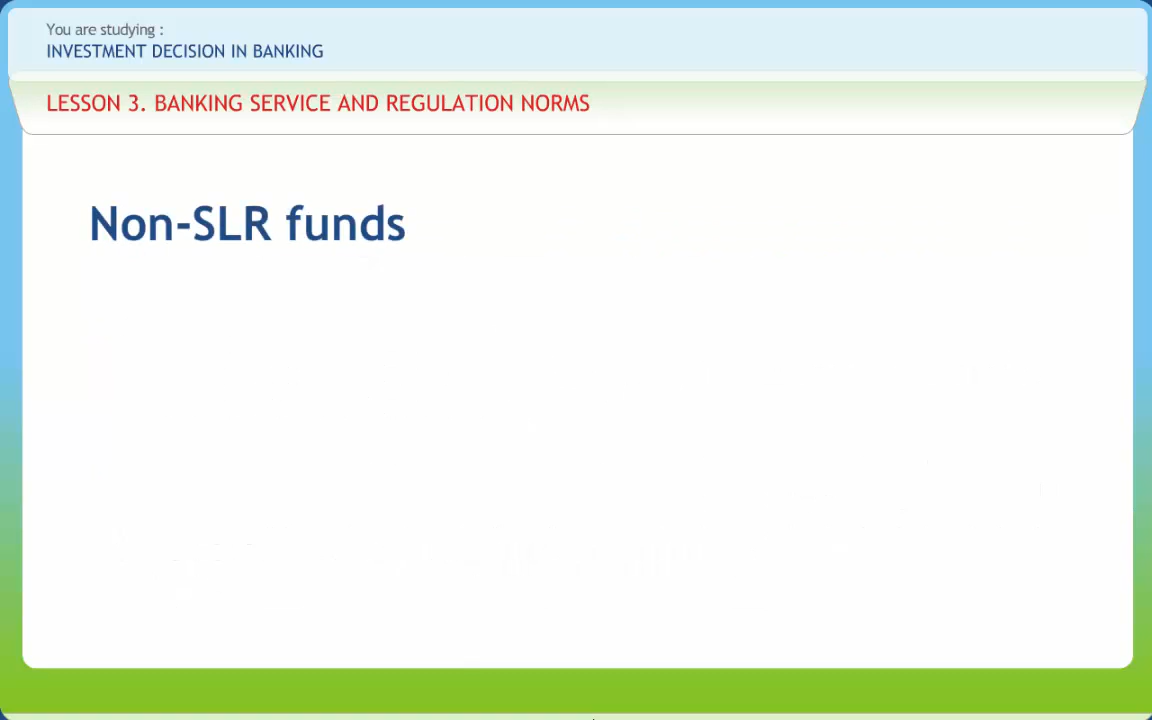 You are studying :
INVESTMENT DECISION IN BANKING
LESSON 3. BANKING SERVICE AND REGULATION NORMS
Non-SLR funds